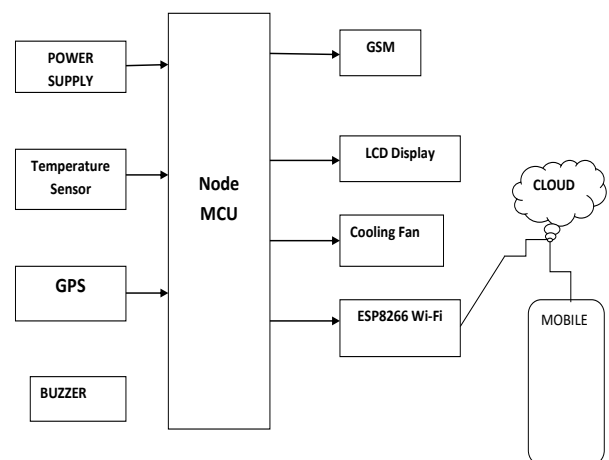 POWER
SUPPLY
Temperature
Sensor
GPS
BUZZER
Node
MCU
GSM
LCD Display
Cooling Fan
ESP8266 Wi-Fi
CLOUD
MOBILE